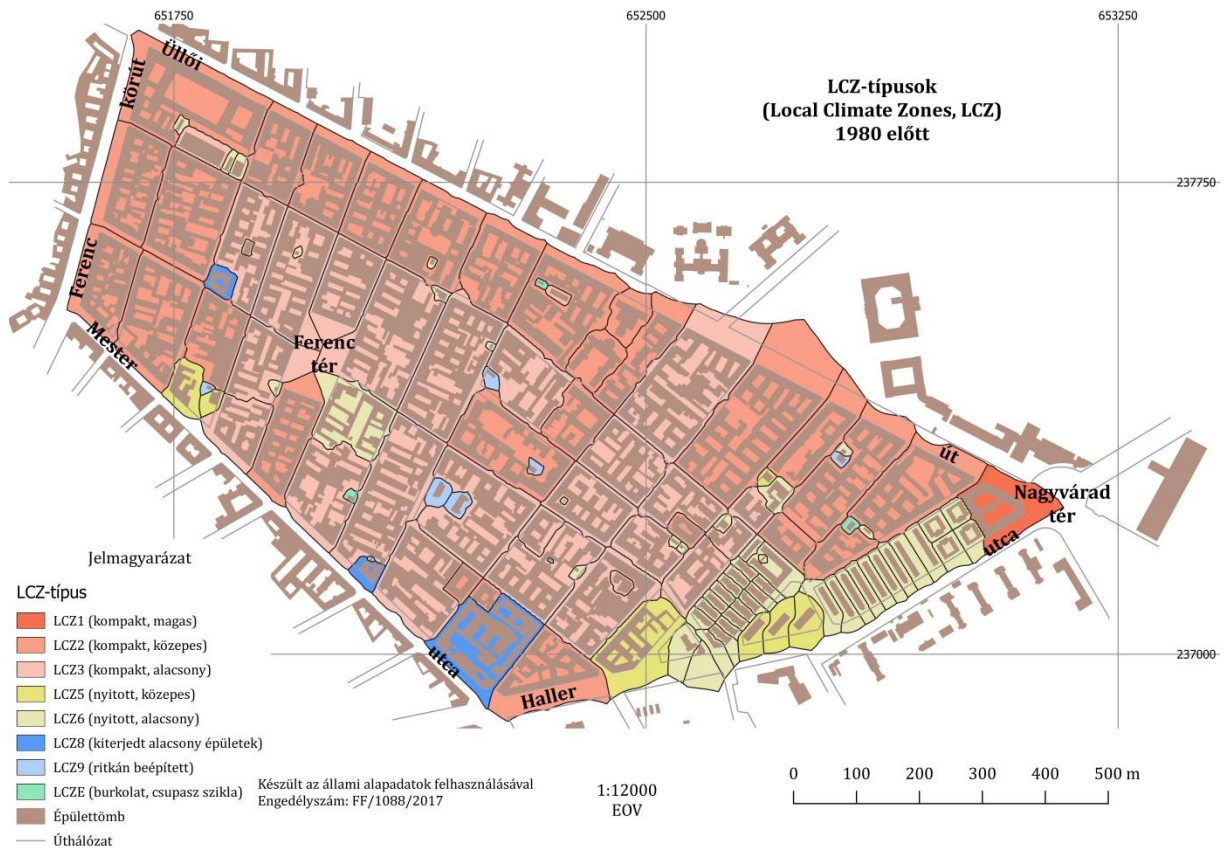 651750
652500
653250
Üllői
körút
LCZ-típusok
(Local Climate Zones, LCZ)
1980 előtt
237750
Ferenc
Mester
Ferenc
tér
út
Nagyvárad
tér
utca
Jelmagyarázat
LCZ-típus
LCZ1 (kompakt, magas)
LCZ2 (kompakt, közepes)
LCZ3 (kompakt, alacsony)
LCZ5 (nyitott, közepes)
LCZ6 (nyitott, alacsony)
LCZ8 (kiterjedt alacsony épületek)
LCZ9 (ritkán beépített)
LCZE (burkolat, csupasz szikla)
Épülettömb
Úthálózat
utca
Haller
237000
Készült az állami alapadatok felhasználásával
Engedélyszám: FF/1088/2017
1:12000
EOV
0 100 200 300 400 500 m